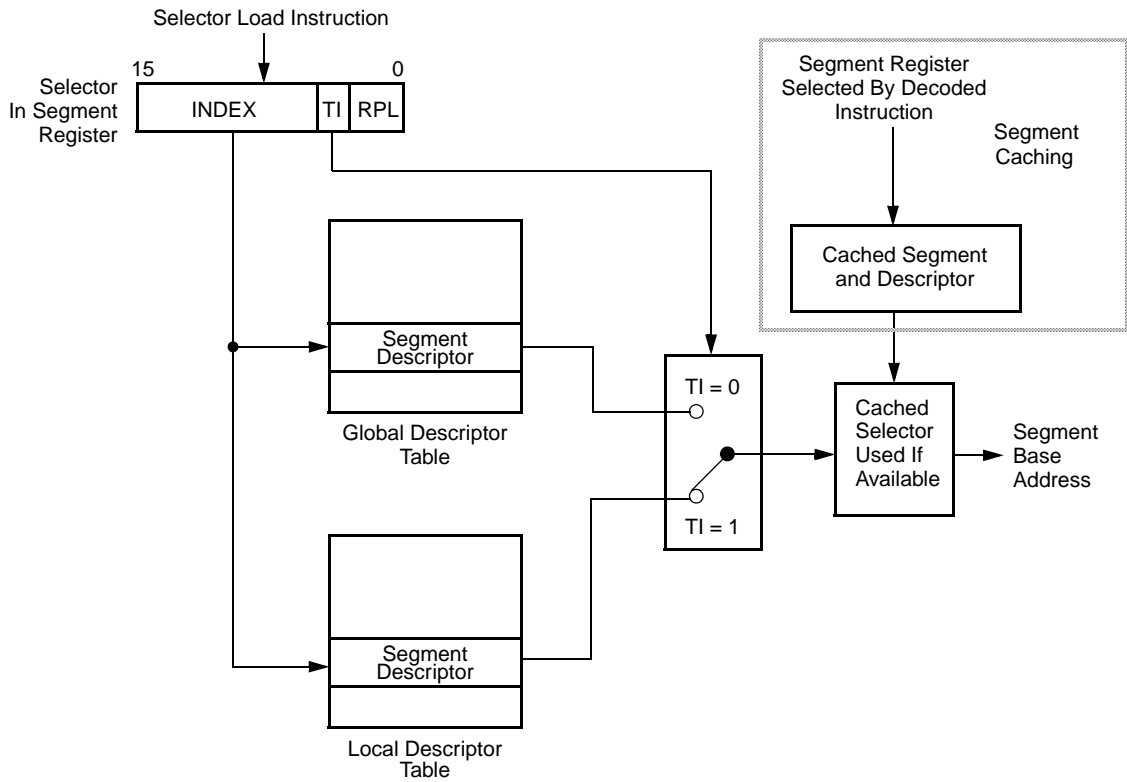 Selector Load Instruction
15
0
Selector
In Segment
Register
INDEX
TI
RPL
Segment Register
Selected By Decoded
Instruction
Segment
Caching
Cached Segment
and Descriptor
Segment
Descriptor
Global Descriptor
Table
TI = 0
TI = 1
Cached
Selector
Used If
Available
Segment
Base
Address
Segment
Descriptor
Local Descriptor
Table